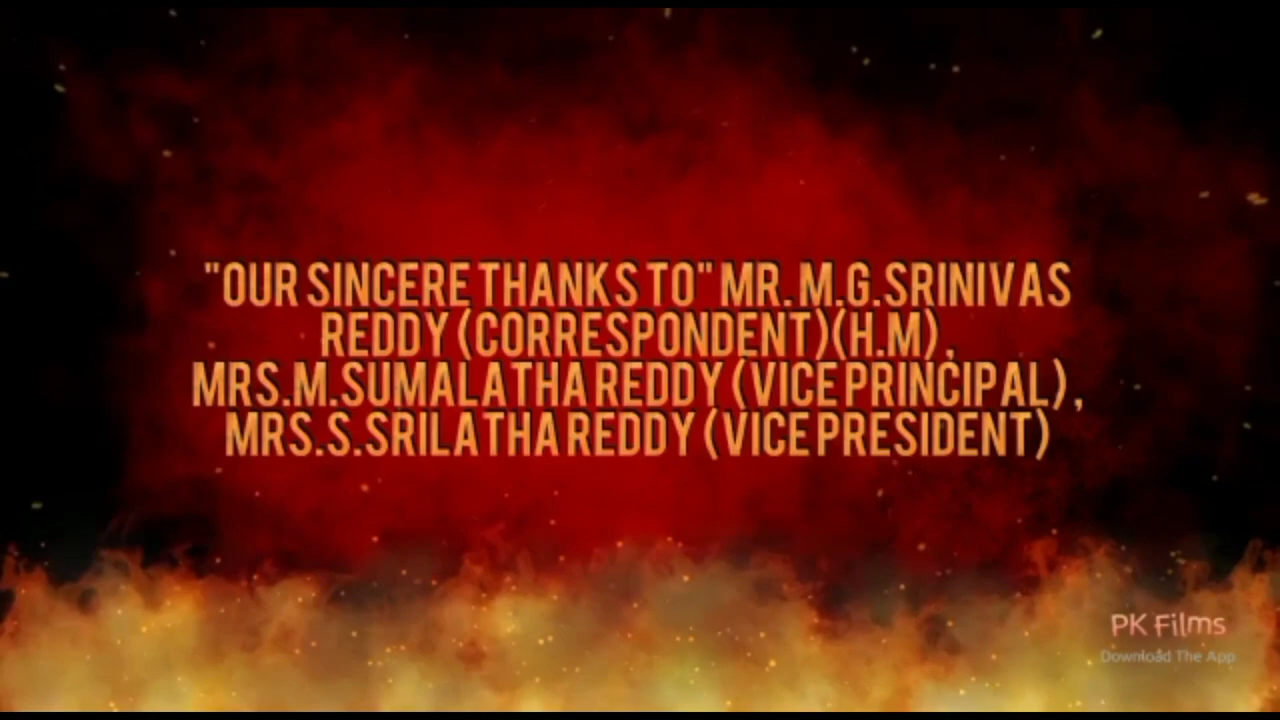 "OUR SINCERE THANKS TO" MR. M.G.SRINIVAS
REDDY (CORRESPONDENT)(H.M),
MRS.M.SUMALATHA REDDY (VICE PRINCIPAL),
MRS.S.SRILATHA REDDY (VICE PRESIDENT)
PK Films
Download The App